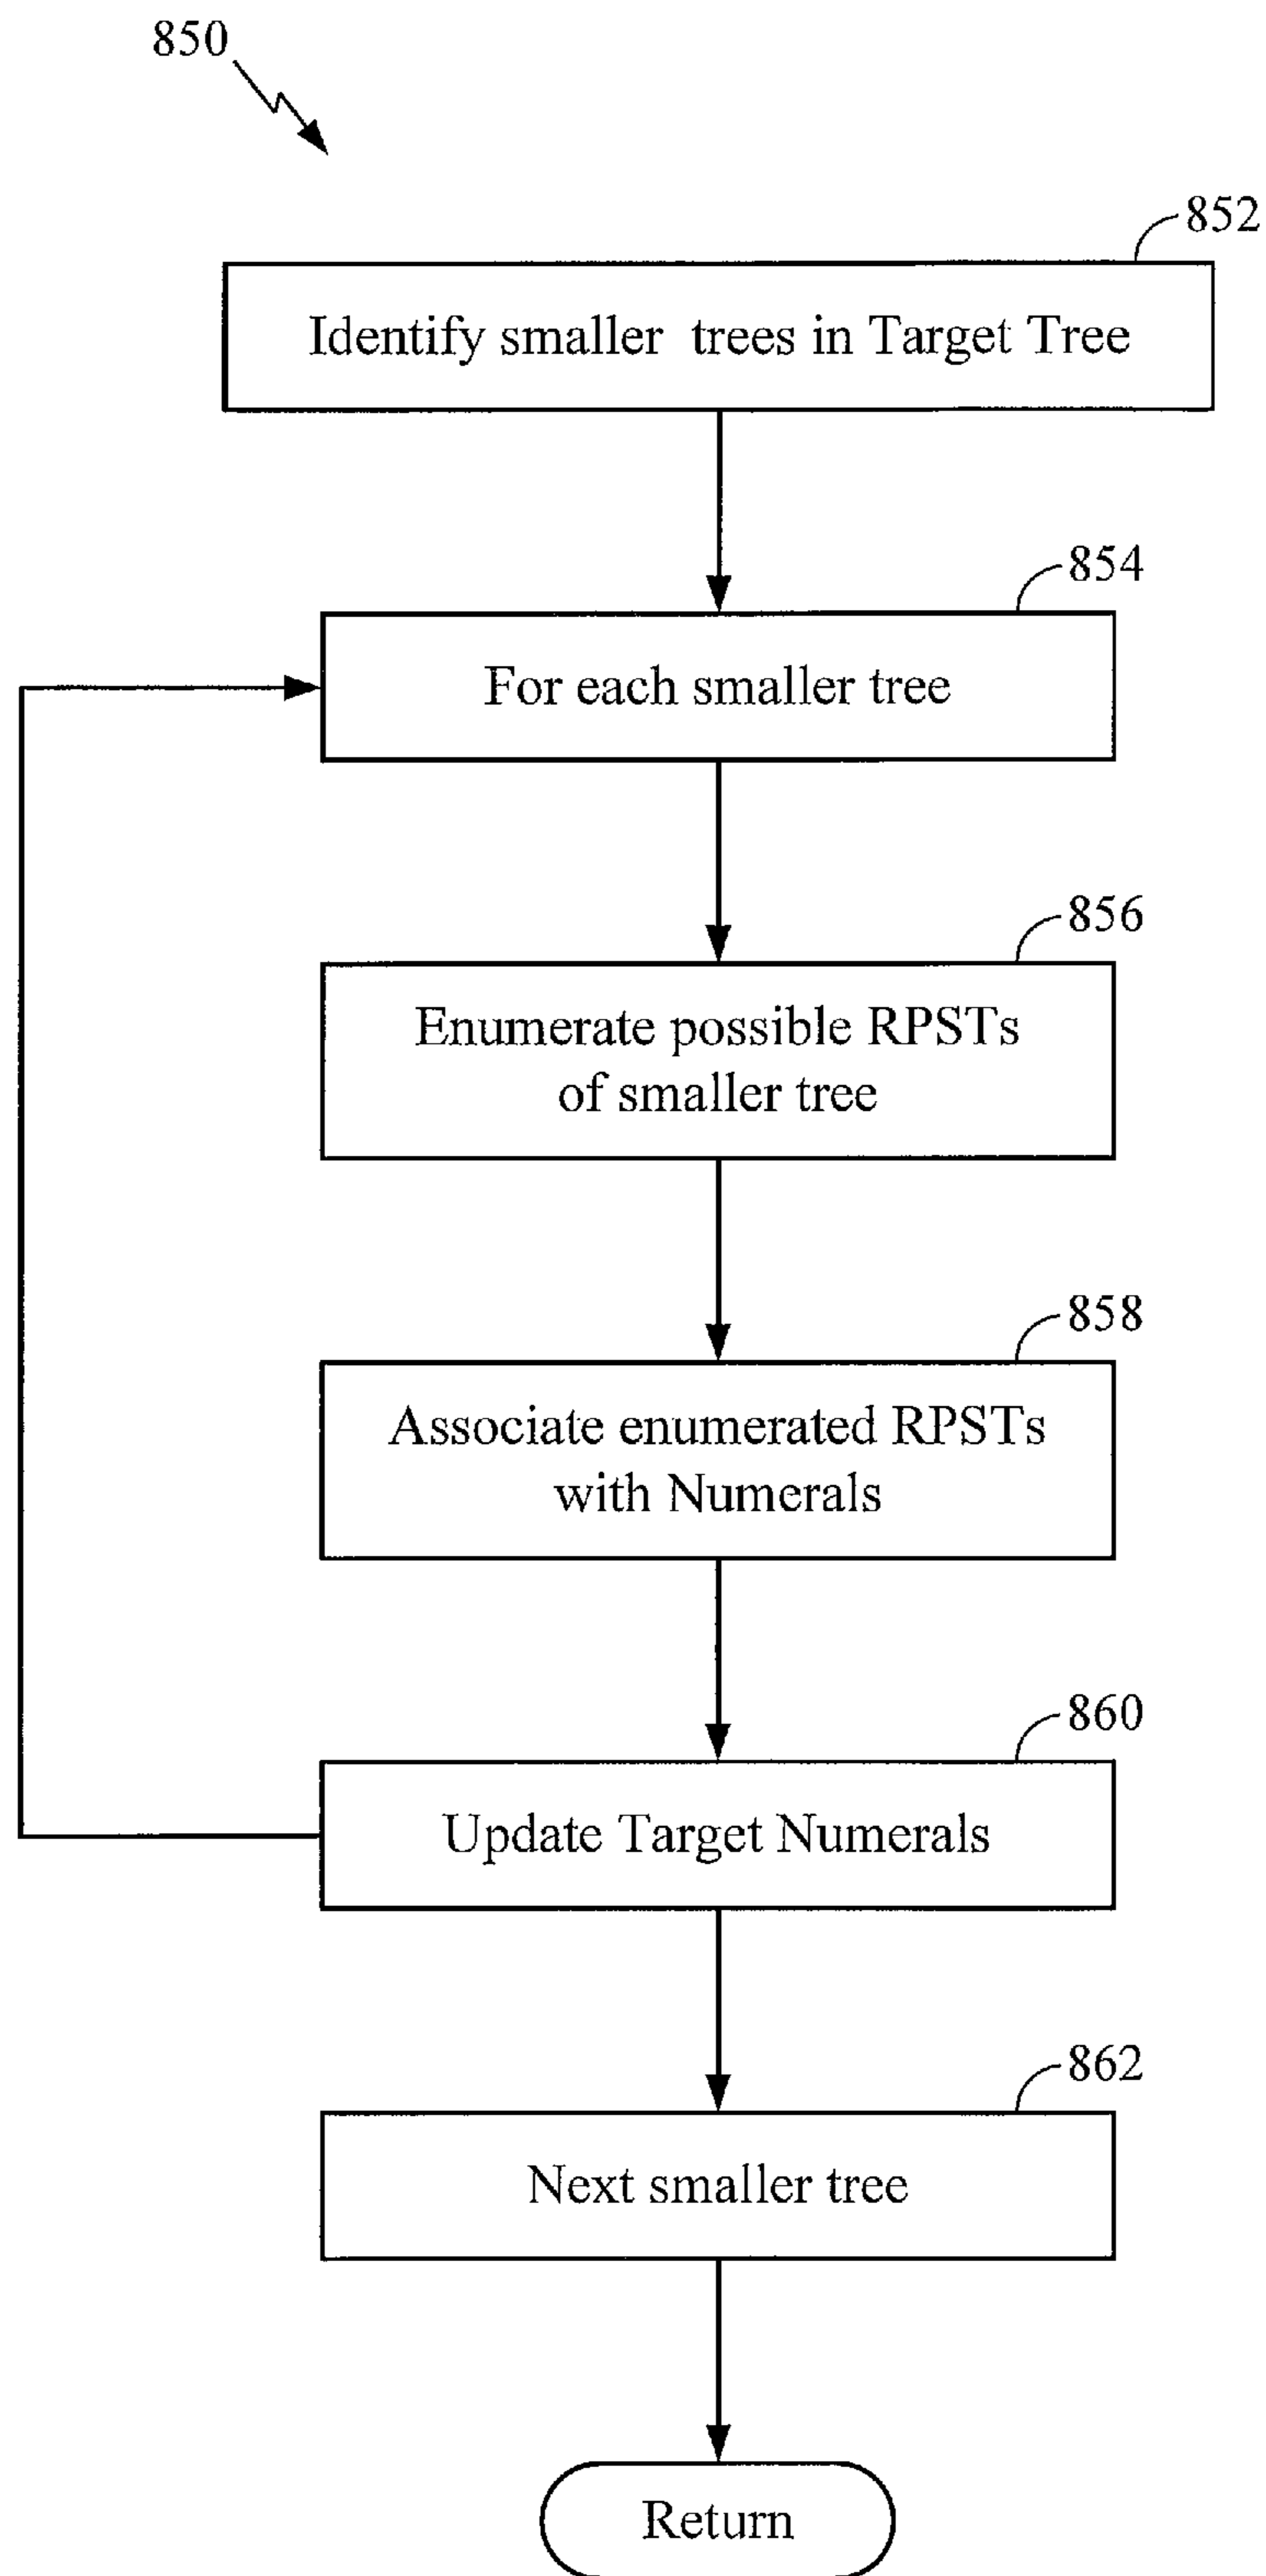 850
852
Identify smaller trees in Target Tree
854
For each smaller tree
856
Enumerate possible RPSTs
of smaller tree
858
Associate enumerated RPSTs
with Numerals
860
Update Target Numerals
862
Next smaller tree
Return